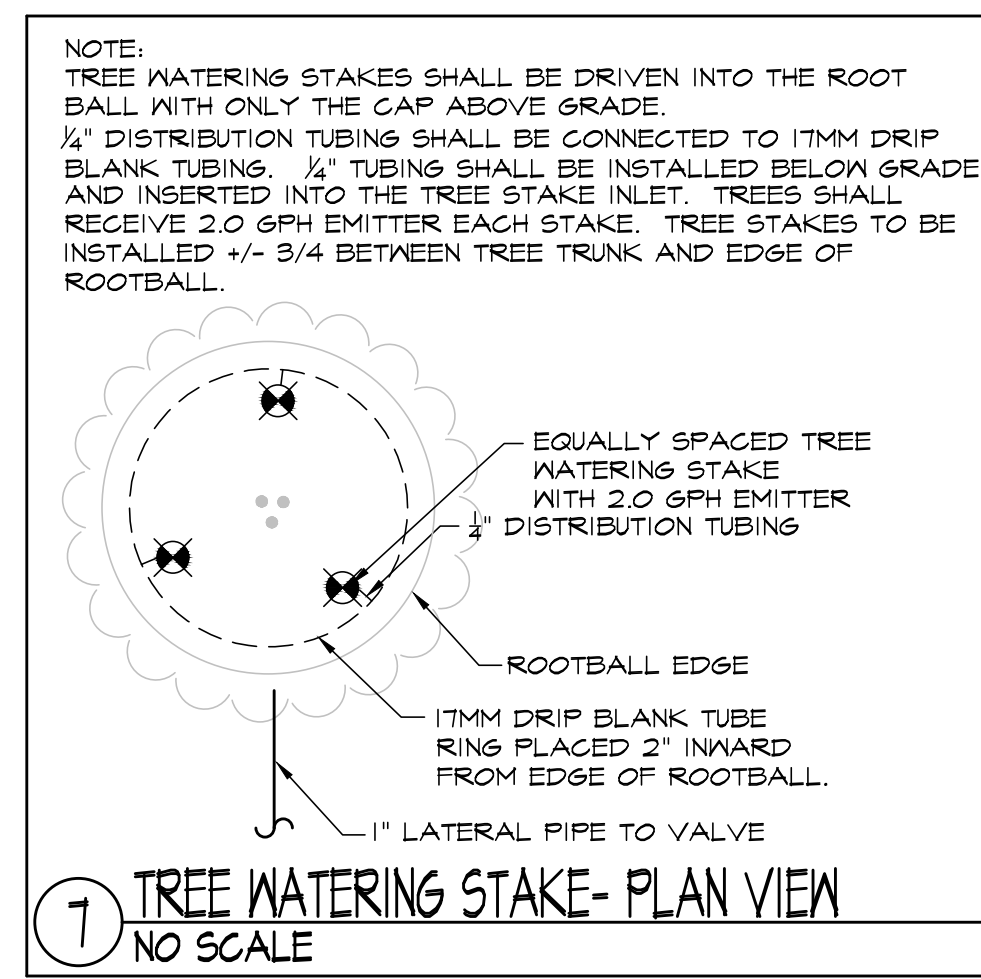 NOTE:
TREE WATERING STAKES SHALL BE DRIVEN INTO THE ROOT
BALL WITH ONLY THE CAP ABOVE GRADE.
1/4" DISTRIBUTION TUBING SHALL BE CONNECTED TO 17MM DRIP
BLANK TUBING. 1/4" TUBING SHALL BE INSTALLED BELOW GRADE
AND INSERTED INTO THE TREE STAKE INLET. TREES SHALL
RECEIVE 2.0 GPH EMITTER EACH STAKE. TREE STAKES TO BE
INSTALLED +/- 3/4 BETWEEN TREE TRUNK AND EDGE OF
ROOTBALL.
EQUALLY SPACED TREE
WATERING STAKE
WITH 2.0 GPH EMITTER
1/4" DISTRIBUTION TUBING
ROOTBALL EDGE
17MM DRIP BLANK TUBE
RING PLACED 2" INWARD
FROM EDGE OF ROOTBALL.
1" LATERAL PIPE TO VALVE
7
TREE WATERING STAKE- PLAN VIEW
NO SCALE